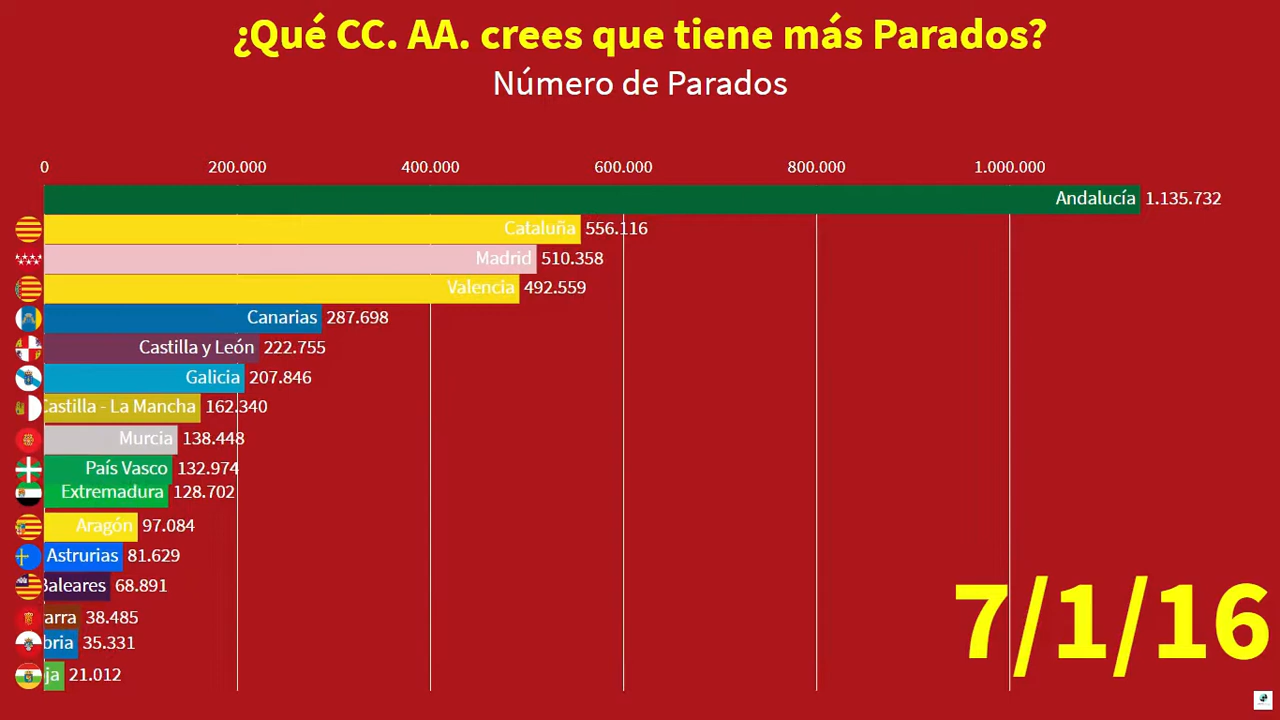 ¿Qué CC. AA. crees que tiene más Parados?
Número de Parados
0 200.000 400.000 600.000 800.000 1.000.000
Andalucía 1.135.732
Cataluña 556.116
Madrid 510.358
Valencia 492.559
Canarias 287.698
Castilla y León 222.755
Galicia 207.846
Castilla - La Mancha 162.340
Murcia 138.448
País Vasco 132.974
Extremadura 128.702
Aragón 97.084
Astrurias 81.629
Baleares 68.891
arra 38.485
bria 35.331
ja 21.012
7/1/16